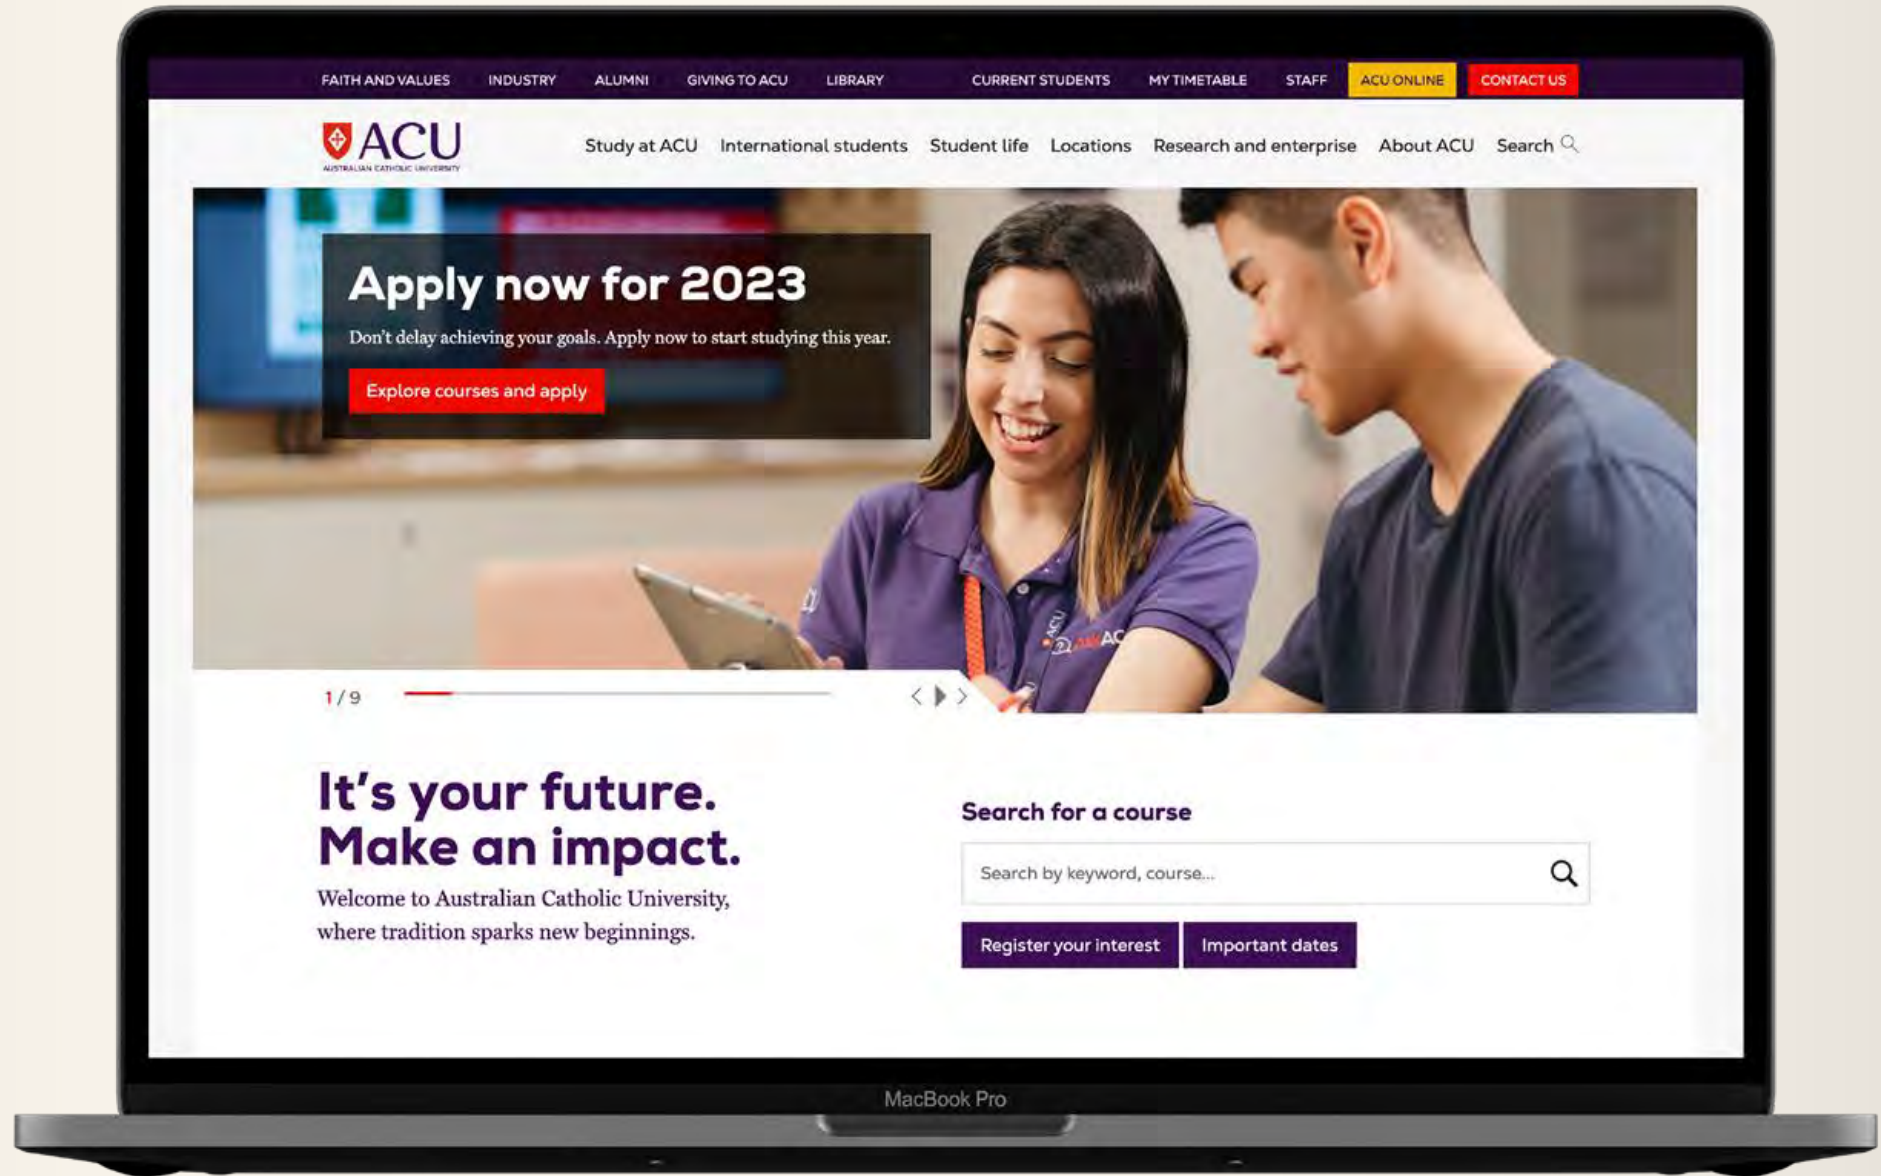 FAITH AND VALUES INDUSTRY ALUMNI GIVING TO ACU LIBRARY CURRENT STUDENTS MY TIMETABLE STAFF ACU ONLINE CONTACT US
ACU
AUSTRALIAN CATHOLIC UNIVERSITY
Study at ACU International students Student life Locations Research and enterprise About ACU Search
Apply now for 2023
Don't delay achieving your goals. Apply now to start studying this year.
Explore courses and apply
ACU
1 / 9
It's your future.
Make an impact.
Welcome to Australian Catholic University,
where tradition sparks new beginnings.
Search for a course
Search by keyword, course...
Register your interest Important dates
MacBook Pro